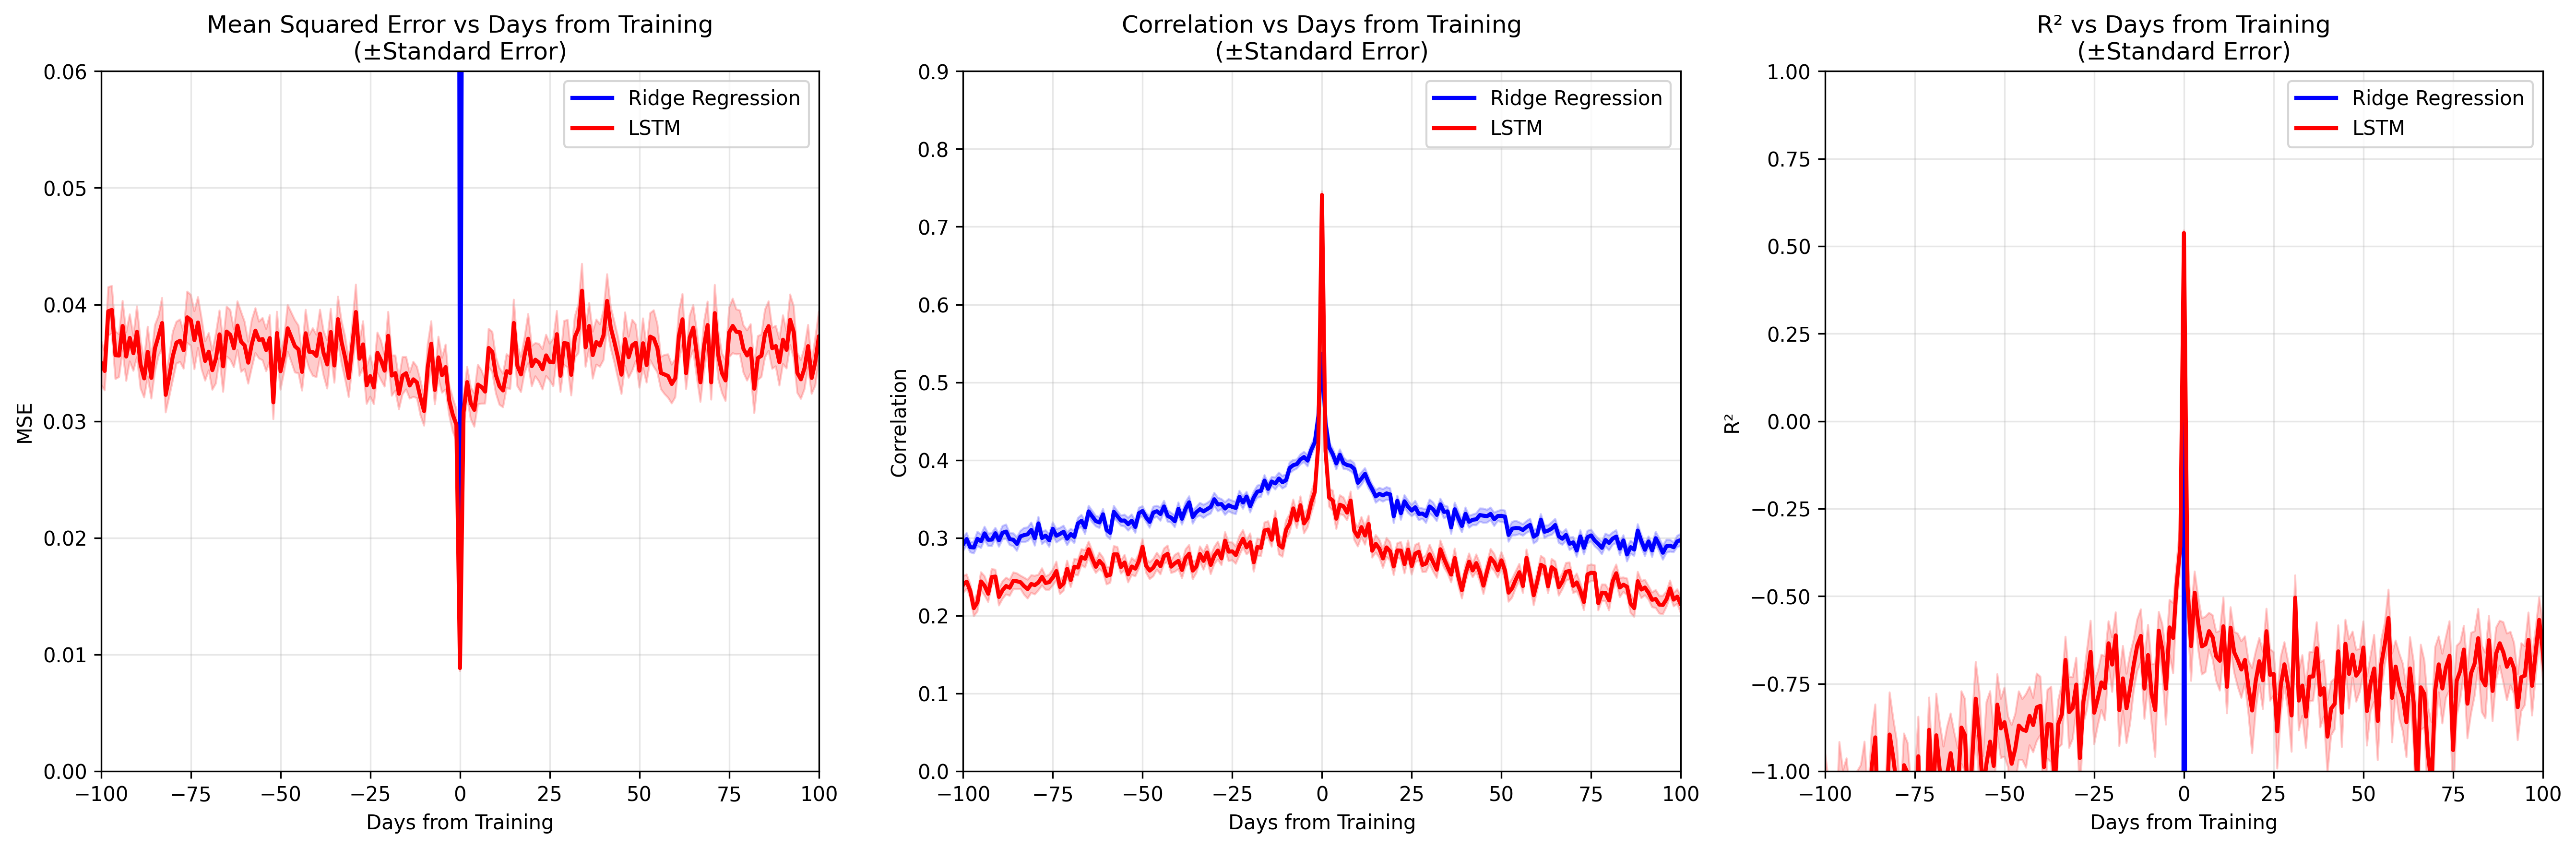 Mean Squared Error vs Days from Training
(±Standard Error)
0.06
0.05
0.04
0.03
0.02
0.01
0.00
MSE
−100
−75
−50
−25
0
25
50
75
100
Days from Training
Ridge Regression
LSTM
Correlation vs Days from Training
(±Standard Error)
0.9
0.8
0.7
0.6
0.5
0.4
0.3
0.2
0.1
0.0
Correlation
−100
−75
−50
−25
0
25
50
75
100
Days from Training
Ridge Regression
LSTM
R² vs Days from Training
(±Standard Error)
1.00
0.75
0.50
0.25
0.00
−0.25
−0.50
−0.75
−1.00
R²
−100
−75
−50
−25
0
25
50
75
100
Days from Training
Ridge Regression
LSTM